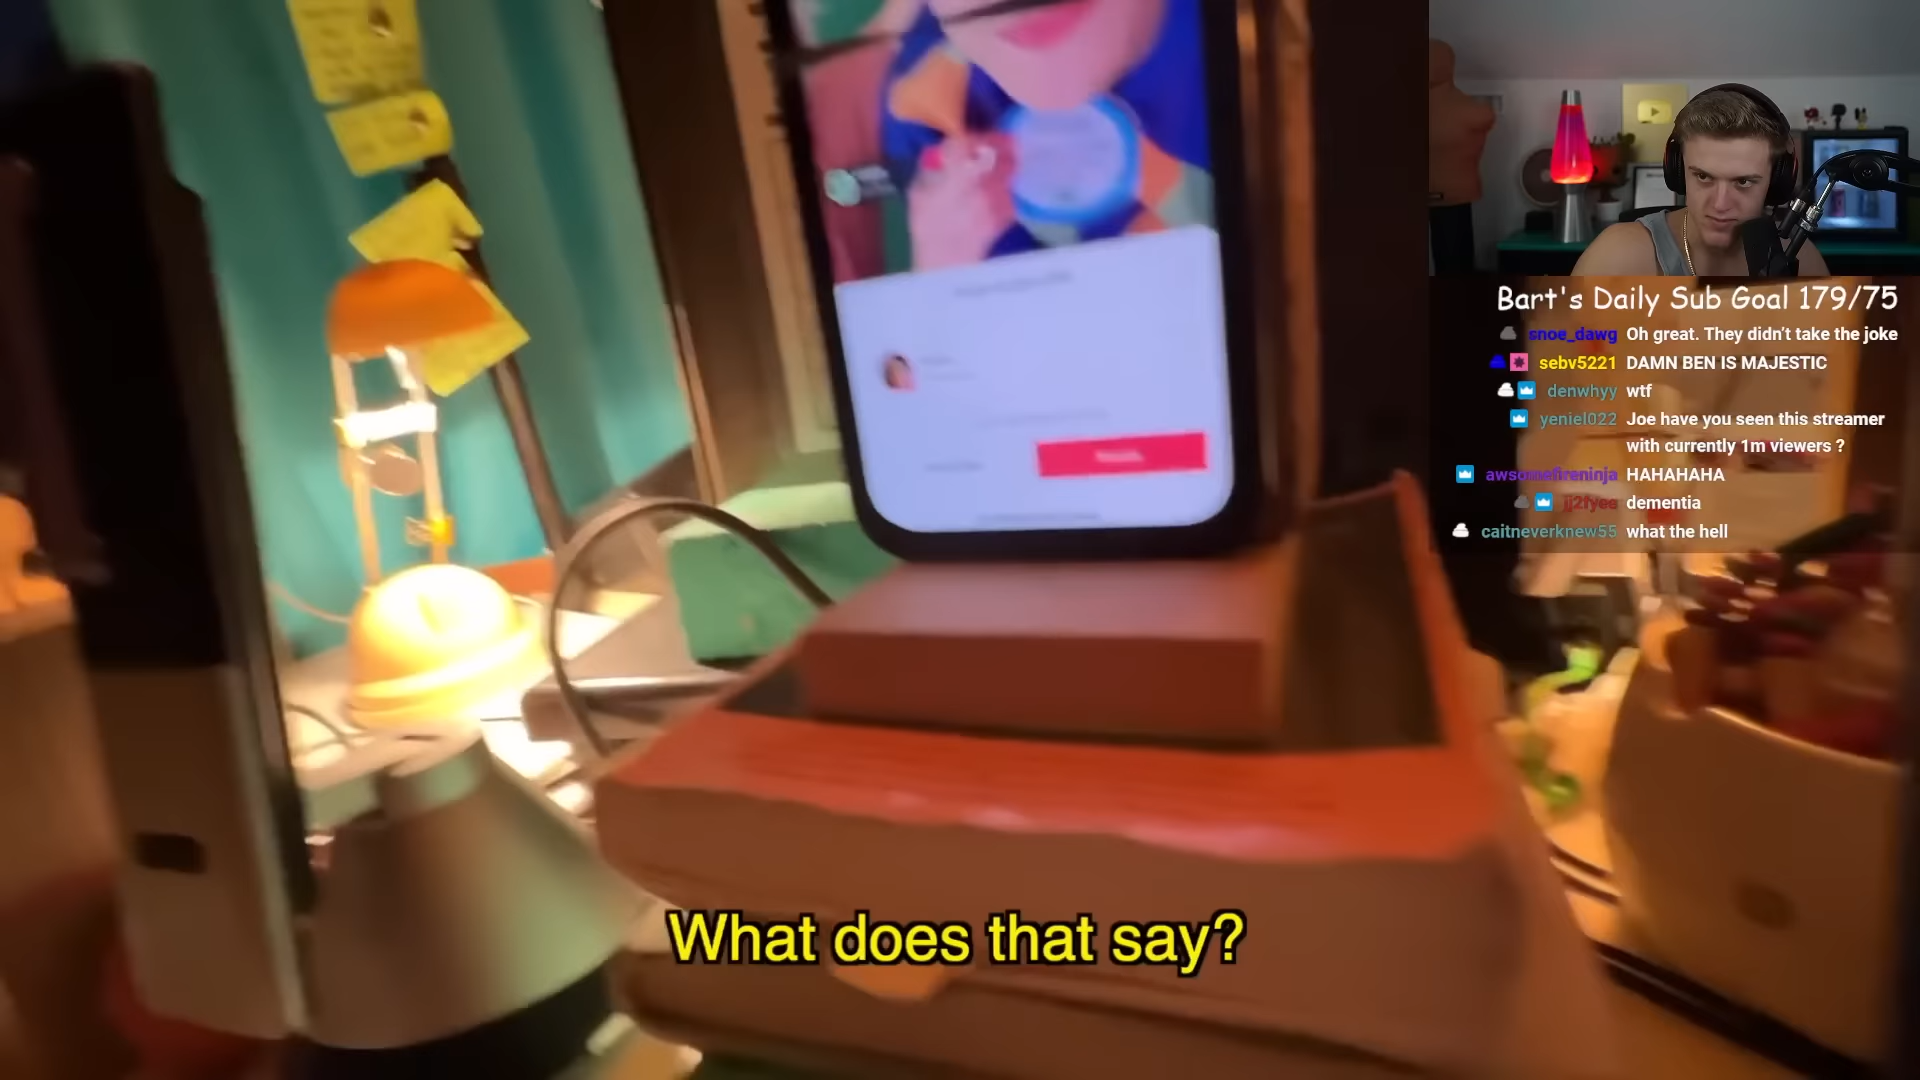 Bart's Daily Sub Goal 179/75
snoe_dawg Oh great. They didn't take the joke
sebv5221 DAMN BEN IS MAJESTIC
denwhyy wtf
yeniel022 Joe have you seen this streamer
with currently 1m viewers ?
awsomefireninja HAHAHAHA
jj2fyee dementia
caitneverknew55 what the hell
What does that say?